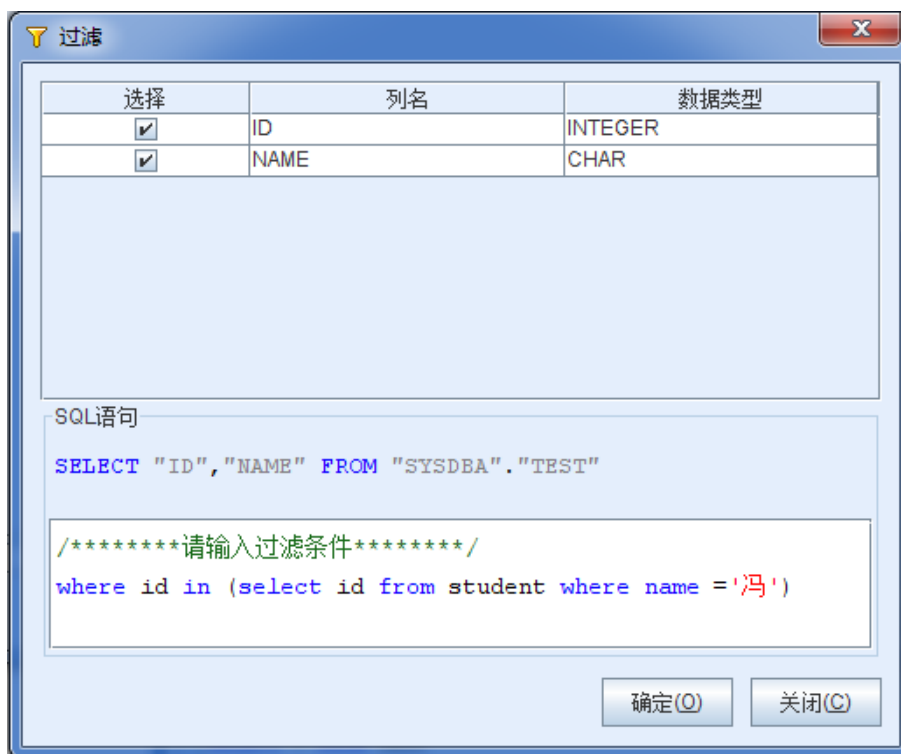 过滤
选择 列名 数据类型
ID INTEGER
NAME CHAR
SQL语句
SELECT "ID","NAME" FROM "SYSDBA"."TEST"
/********请输入过滤条件********/
where id in (select id from student where name ='冯')
确定(O) 关闭(C)